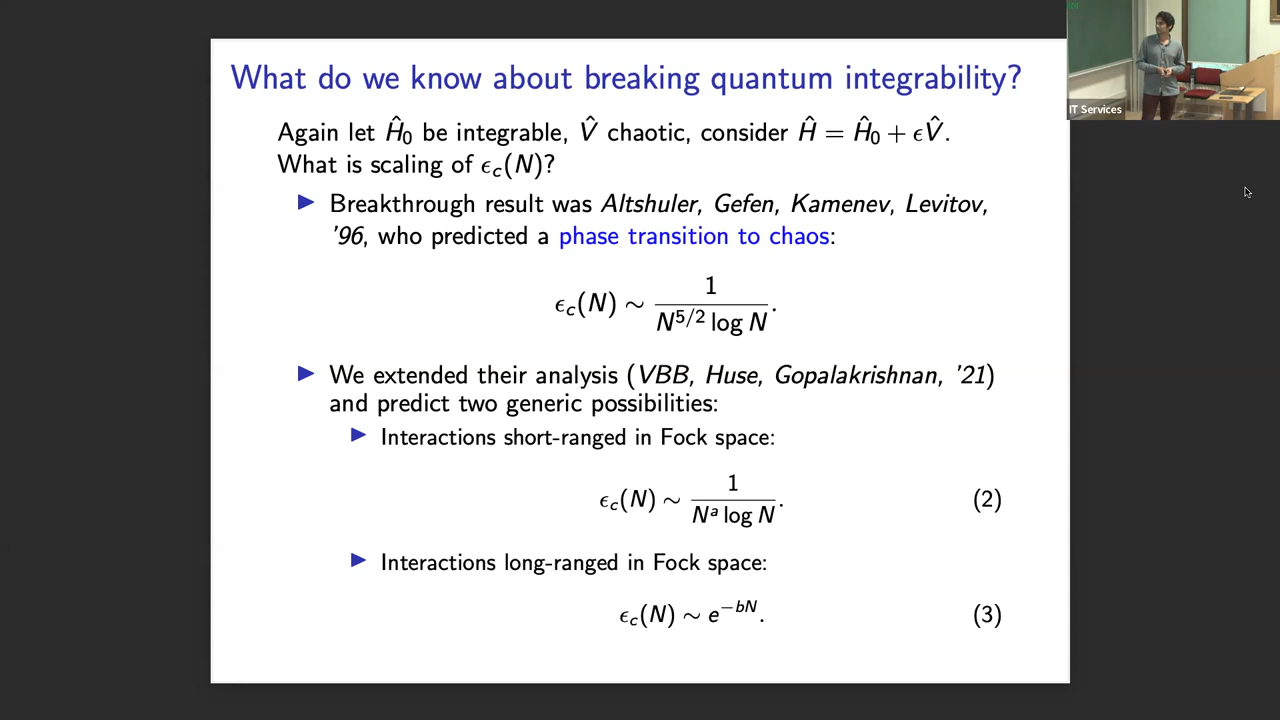 What do we know about breaking quantum integrability?
Again let Ĥ₀ be integrable, V̂ chaotic, consider Ĥ = Ĥ₀ + ϵV̂.
What is scaling of ϵ_c(N)?
▶ Breakthrough result was Altshuler, Gefen, Kamenev, Levitov,
'96, who predicted a phase transition to chaos:
ϵ_c(N) ∼ 1 / (N^{5/2} log N).
▶ We extended their analysis (VBB, Huse, Gopalakrishnan, '21)
and predict two generic possibilities:
▶ Interactions short-ranged in Fock space:
ϵ_c(N) ∼ 1 / (N^a log N). (2)
▶ Interactions long-ranged in Fock space:
ϵ_c(N) ∼ e^{−bN}. (3)
IT Services